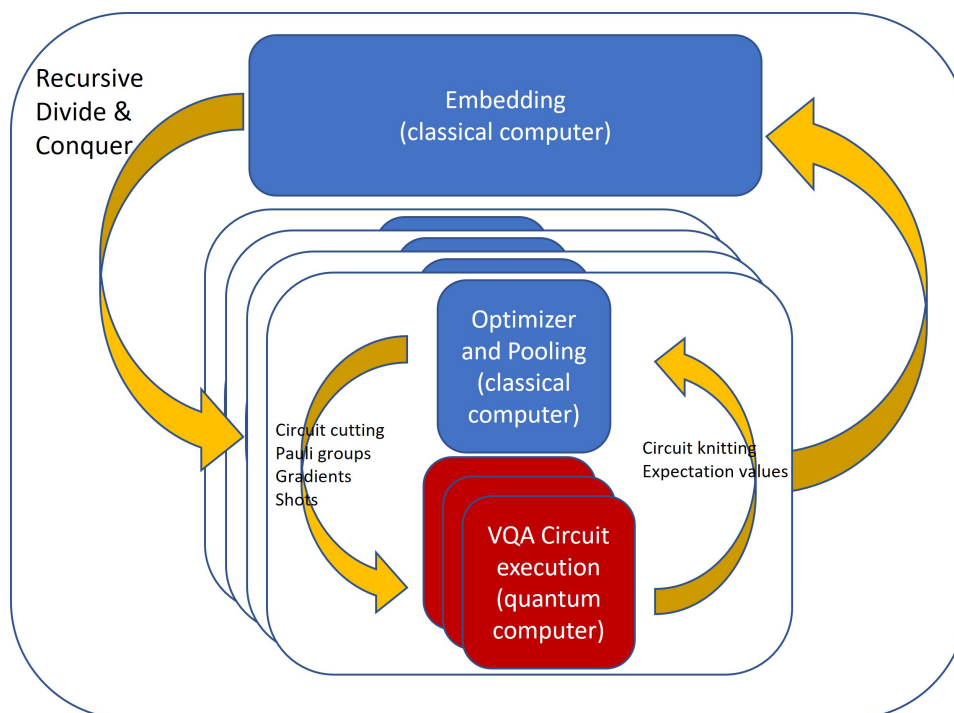 Recursive
Divide &
Conquer
Embedding
(classical computer)
Optimizer
and Pooling
(classical
computer)
Circuit cutting
Pauli groups
Gradients
Shots
Circuit knitting
Expectation values
VQA Circuit
execution
(quantum
computer)